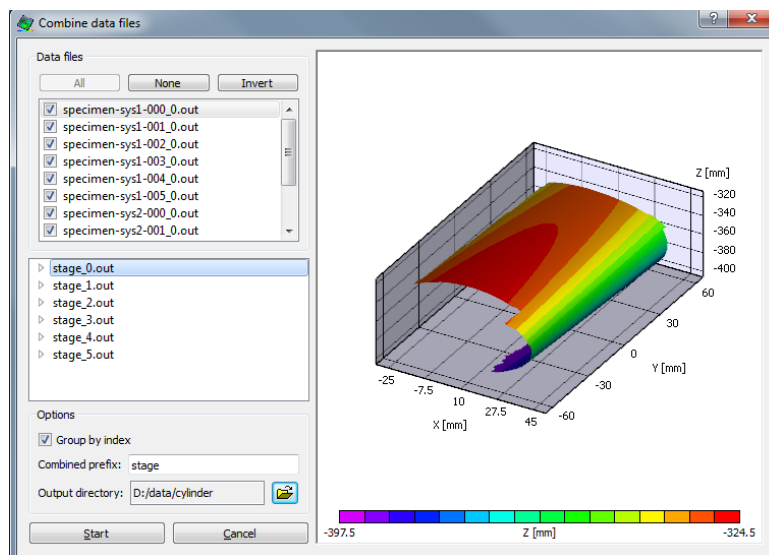 Combine data files
Data files
All None Invert
specimen-sys1-000_0.out
specimen-sys1-001_0.out
specimen-sys1-002_0.out
specimen-sys1-003_0.out
specimen-sys1-004_0.out
specimen-sys1-005_0.out
specimen-sys2-000_0.out
specimen-sys2-001_0.out
stage_0.out
stage_1.out
stage_2.out
stage_3.out
stage_4.out
stage_5.out
Options
Group by index
Combined prefix: stage
Output directory: D:/data/cylinder
Start Cancel
Z [mm]
-320
-340
-360
-380
-400
60
30
0
-30
-60
Y [mm]
-25
-7.5
10
27.5
45
X [mm]
-397.5 Z [mm] -324.5